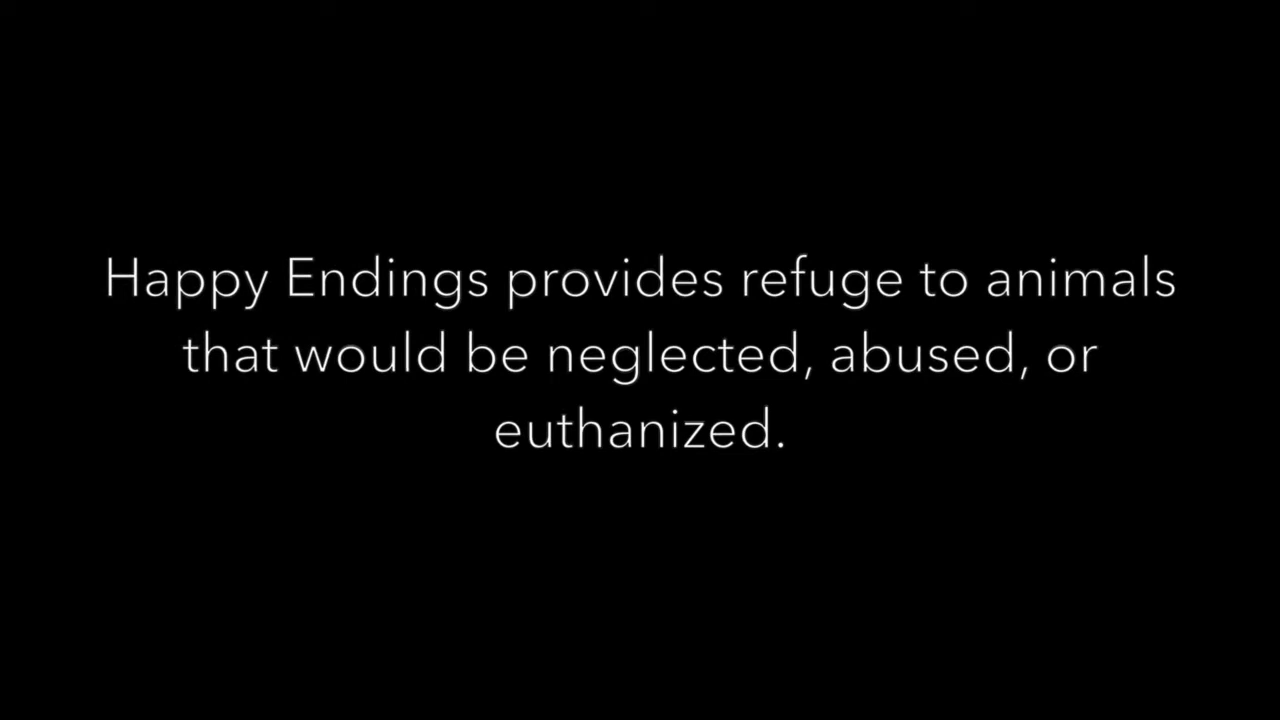 Happy Endings provides refuge to animals
that would be neglected, abused, or
euthanized.